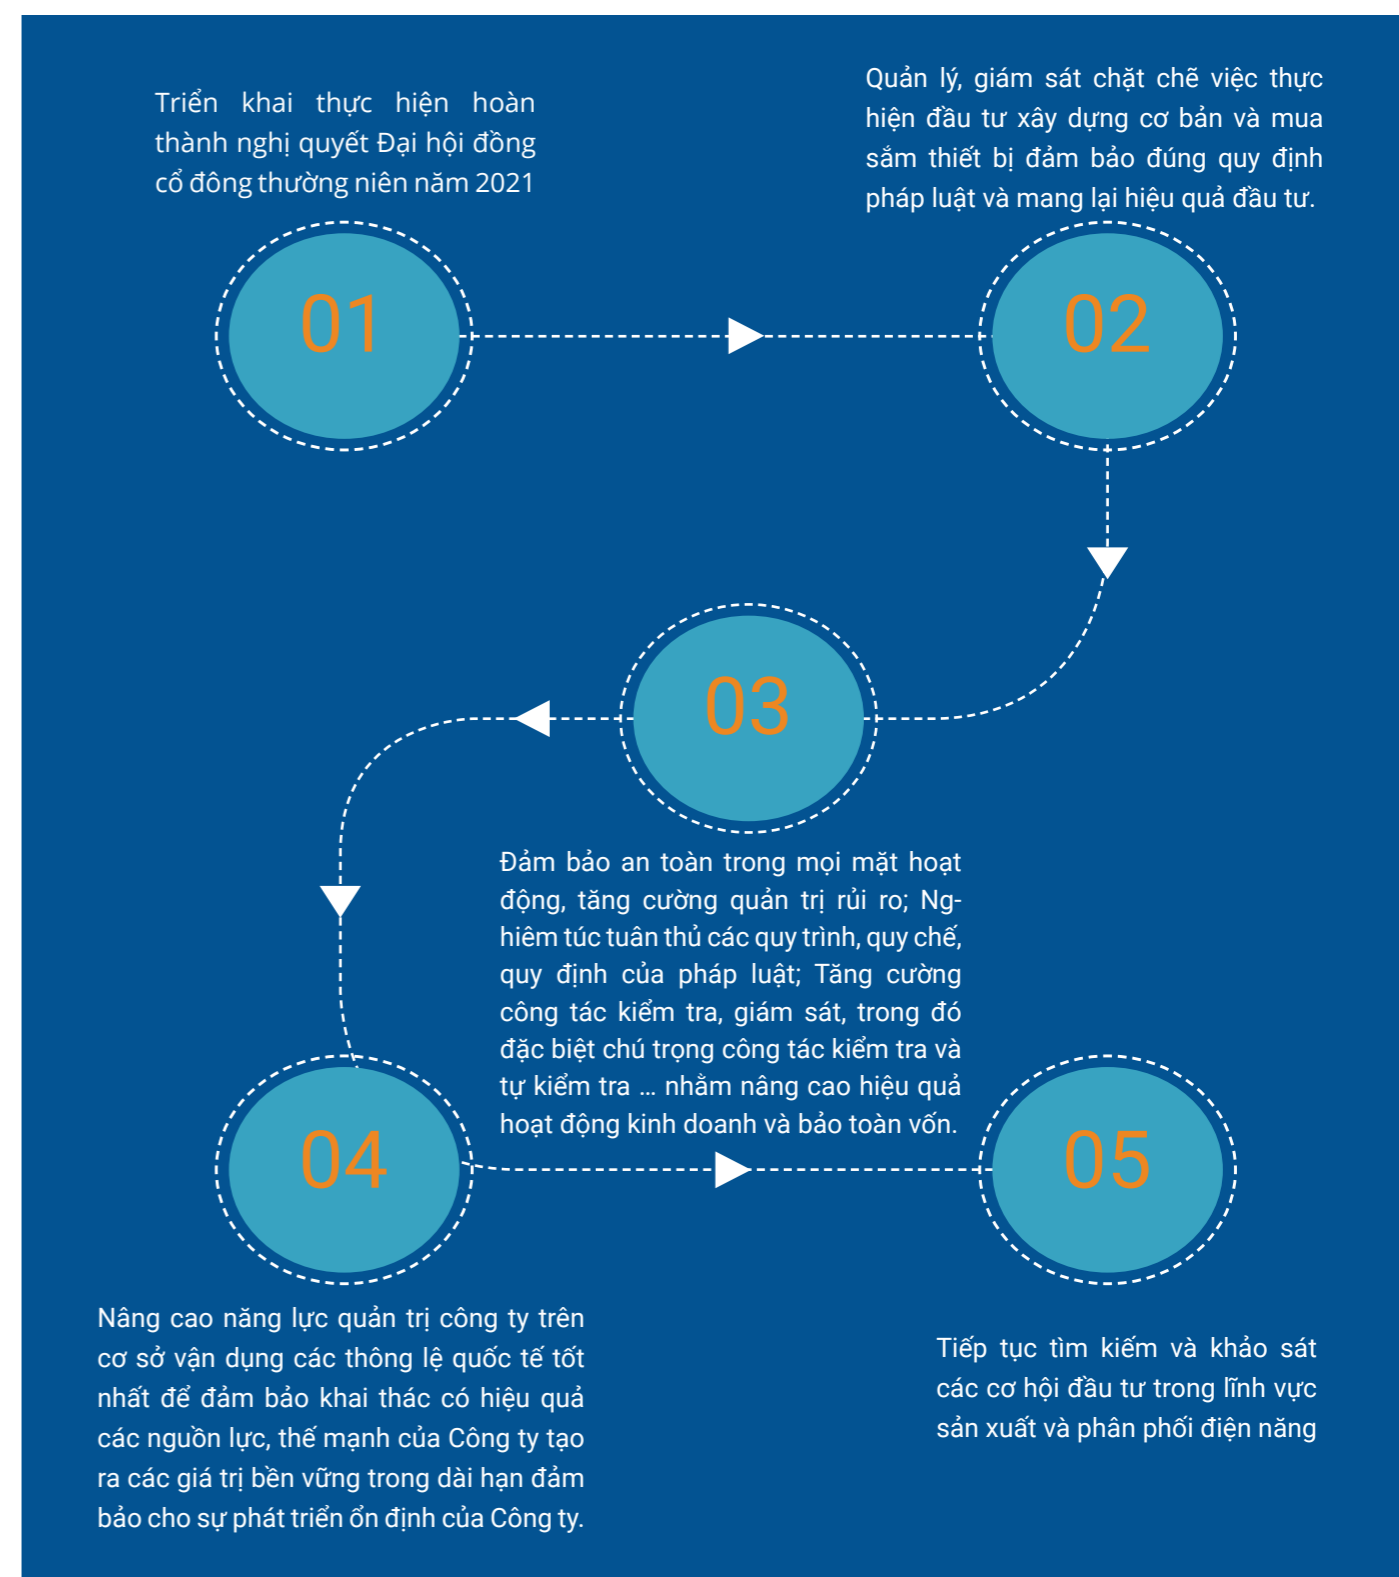 Triển khai thực hiện hoàn
thành nghị quyết Đại hội đồng
cổ đông thường niên năm 2021
01
Quản lý, giám sát chặt chẽ việc thực
hiện đầu tư xây dựng cơ bản và mua
sắm thiết bị đảm bảo đúng quy định
pháp luật và mang lại hiệu quả đầu tư.
02
03
Đảm bảo an toàn trong mọi mặt hoạt
động, tăng cường quản trị rủi ro; Ng-
hiêm túc tuân thủ các quy trình, quy chế,
quy định của pháp luật; Tăng cường
công tác kiểm tra, giám sát, trong đó
đặc biệt chú trọng công tác kiểm tra và
tự kiểm tra ... nhằm nâng cao hiệu quả
hoạt động kinh doanh và bảo toàn vốn.
04
Nâng cao năng lực quản trị công ty trên
cơ sở vận dụng các thông lệ quốc tế tốt
nhất để đảm bảo khai thác có hiệu quả
các nguồn lực, thế mạnh của Công ty tạo
ra các giá trị bền vững trong dài hạn đảm
bảo cho sự phát triển ổn định của Công ty.
05
Tiếp tục tìm kiếm và khảo sát
các cơ hội đầu tư trong lĩnh vực
sản xuất và phân phối điện năng